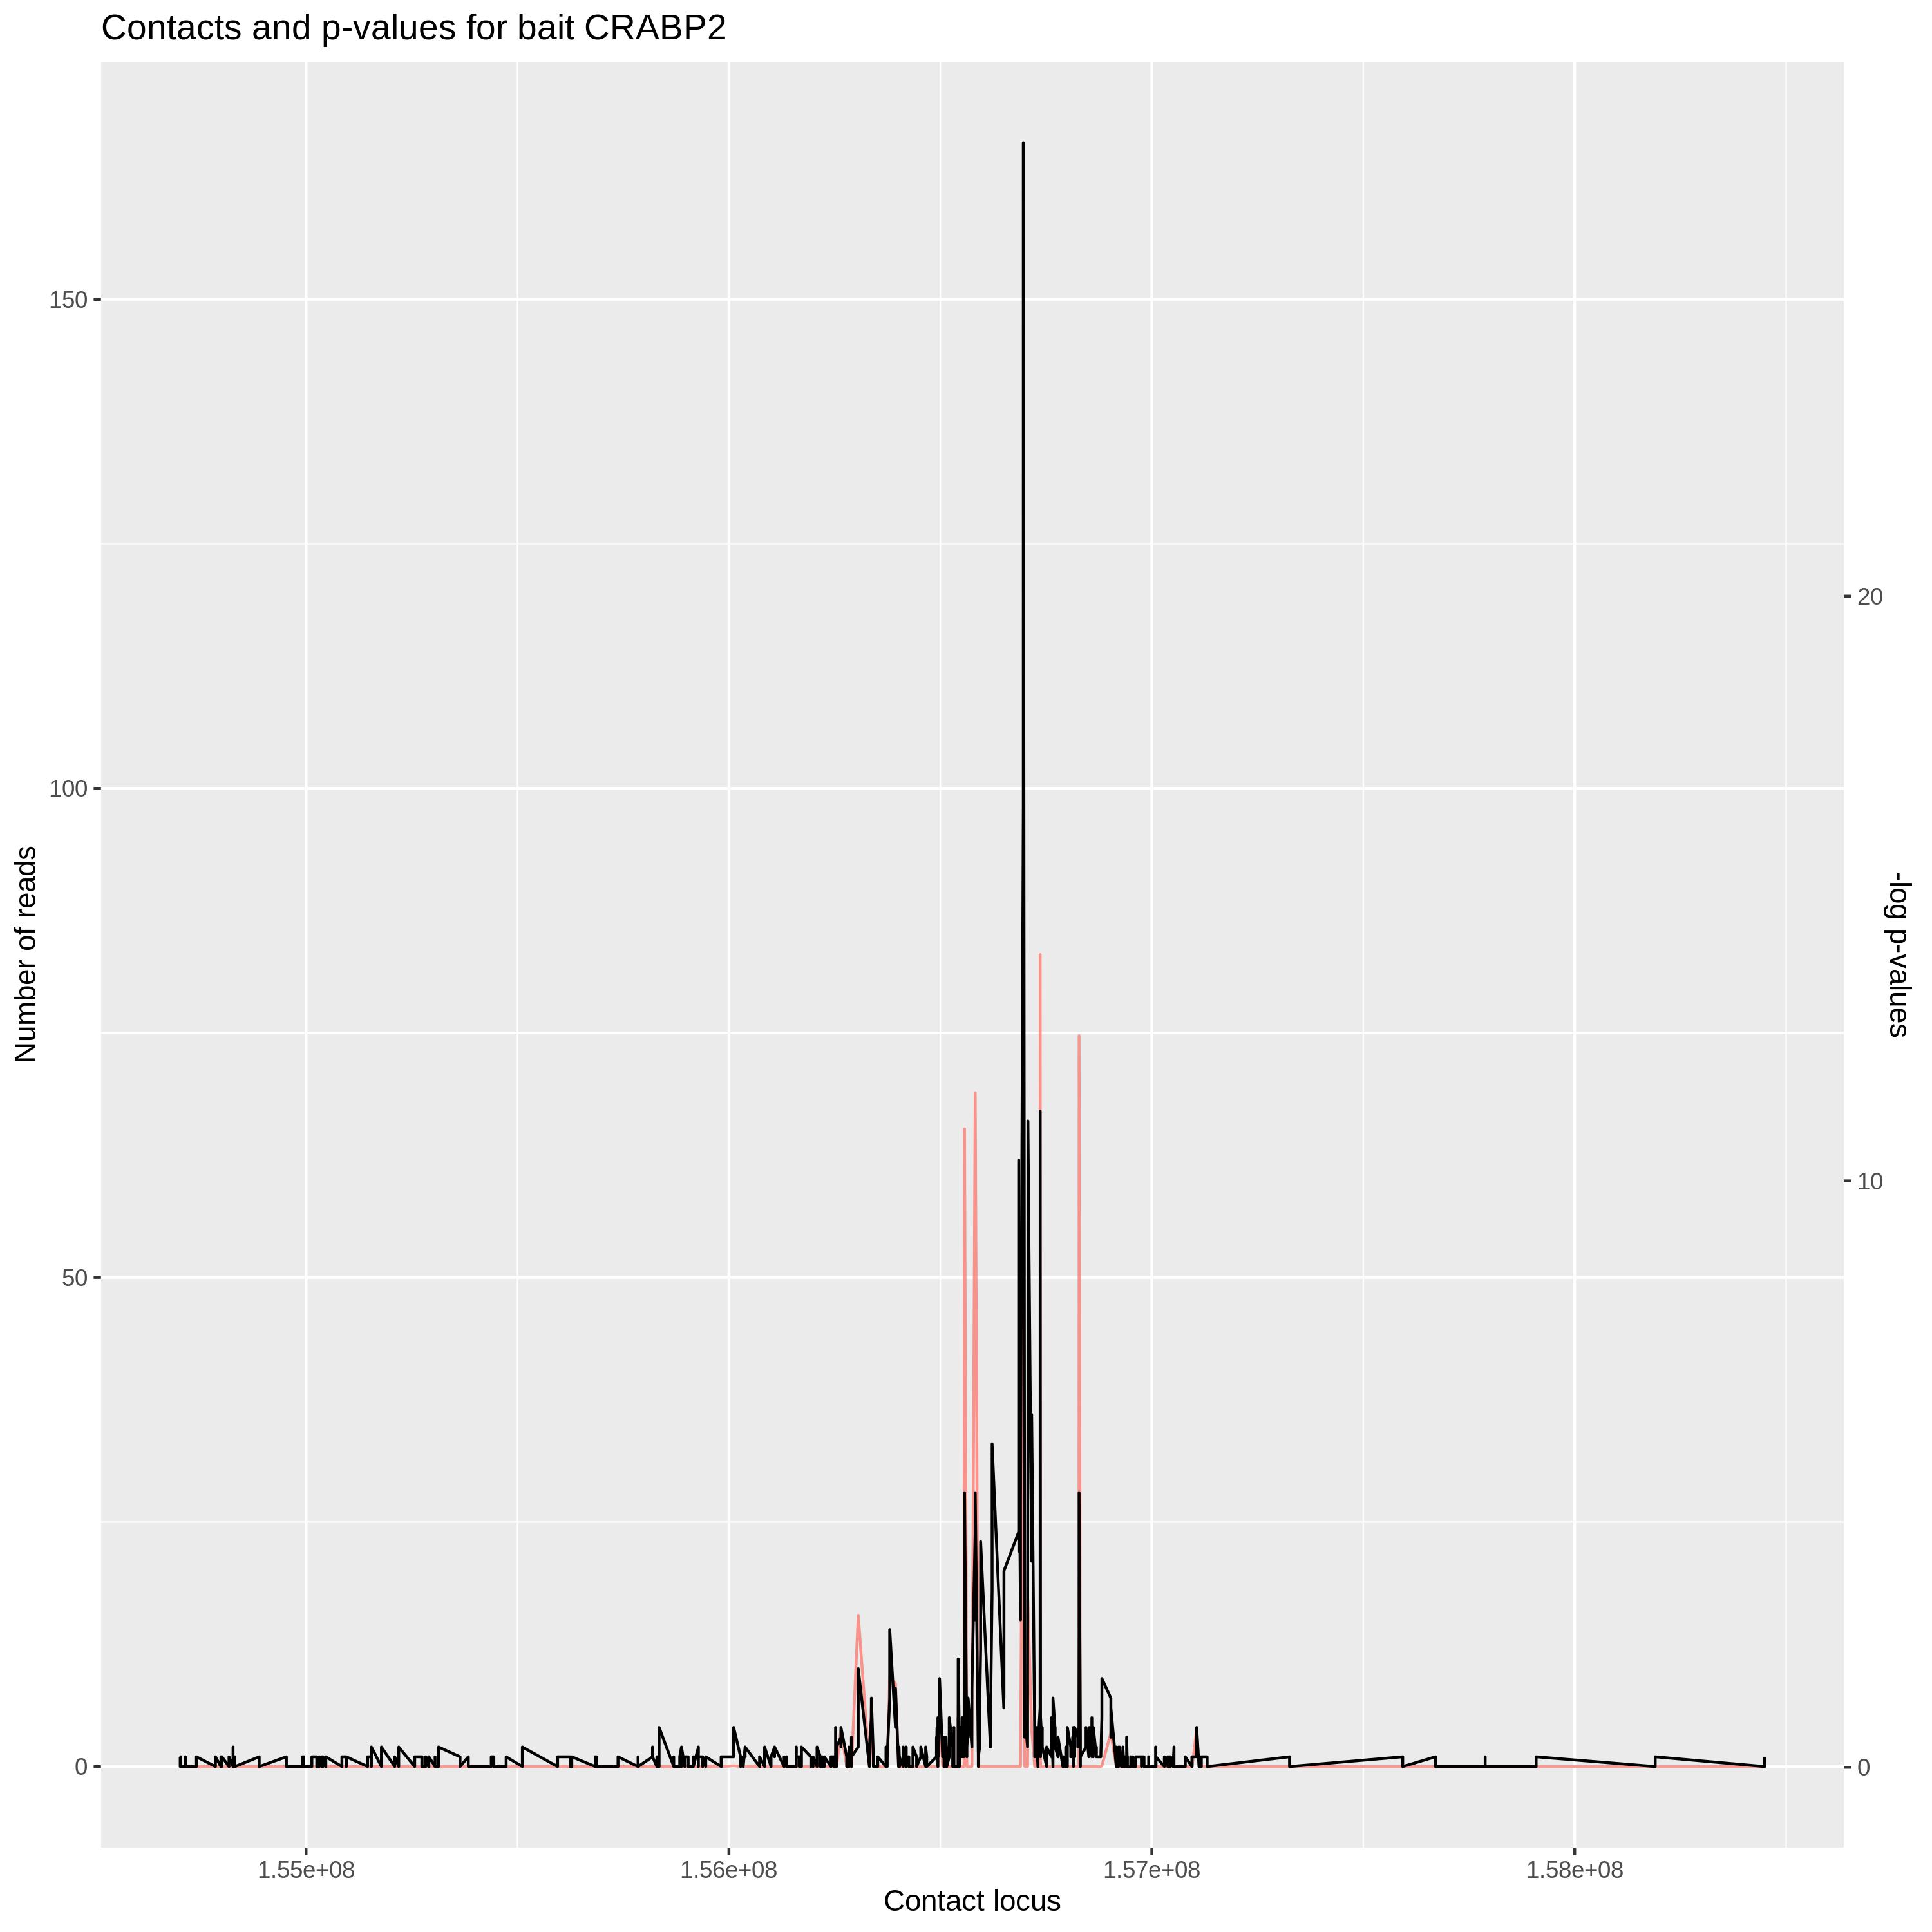 Contacts and p-values for bait CRABP2
150
100
50
0
Number of reads
20
10
0
-log p-values
1.55e+08
1.56e+08
1.57e+08
1.58e+08
Contact locus